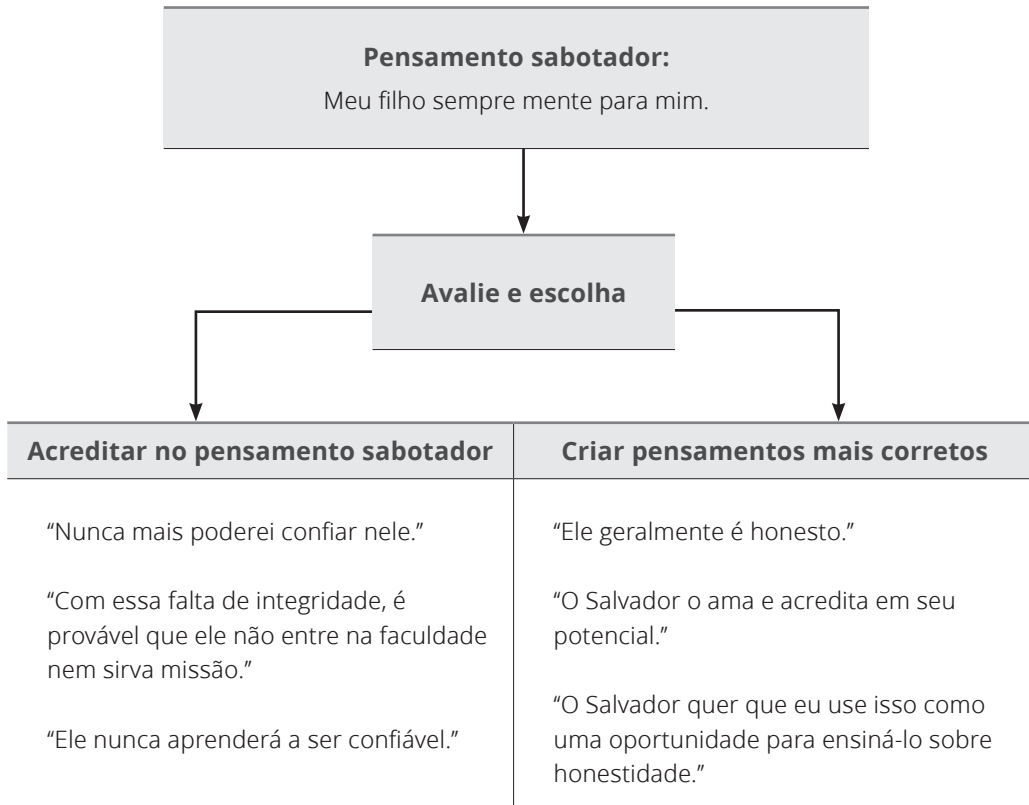 Pensamento sabotador:
Meu filho sempre mente para mim.
Avalie e escolha
Acreditar no pensamento sabotador
“Nunca mais poderei confiar nele.”
“Com essa falta de integridade, é
provável que ele não entre na faculdade
nem sirva missão.”
“Ele nunca aprenderá a ser confiável.”
Criar pensamentos mais corretos
“Ele geralmente é honesto.”
“O Salvador o ama e acredita em seu
potencial.”
“O Salvador quer que eu use isso como
uma oportunidade para ensiná-lo sobre
honestidade.”